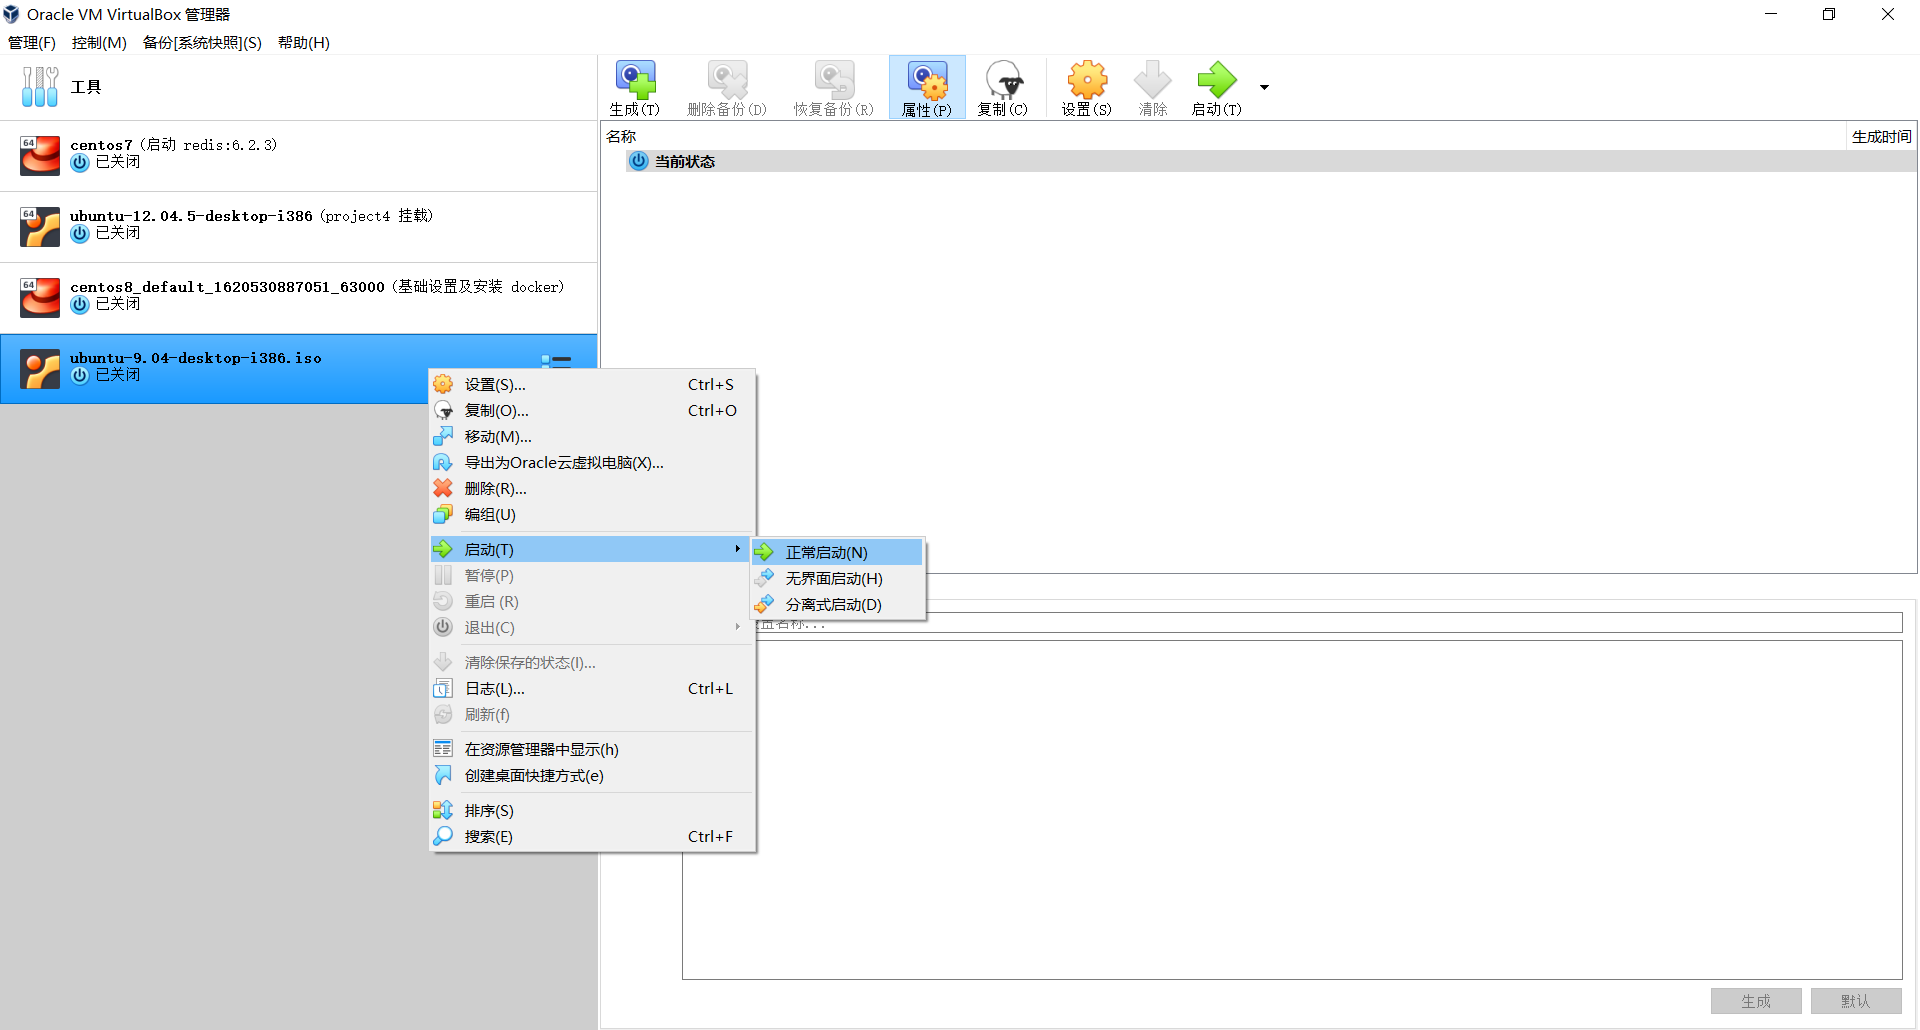 Oracle VM VirtualBox 管理器
管理(F) 控制(M) 备份[系统快照](S) 帮助(H)
工具
生成(T) 删除备份(D) 恢复备份(R) 属性(P) 复制(C) 设置(S) 清除 启动(T)
名称 生成时间
当前状态
64
centos7 (启动 redis:6.2.3)
已关闭
64
ubuntu-12.04.5-desktop-i386 (project4 挂载)
已关闭
64
centos8_default_1620530887051_63000 (基础设置及安装 docker)
已关闭
ubuntu-9.04-desktop-i386.iso
已关闭
设置(S)... Ctrl+S
复制(O)... Ctrl+O
移动(M)...
导出为Oracle云虚拟电脑(X)...
删除(R)...
编组(U)
启动(T)
正常启动(N)
无界面启动(H)
分离式启动(D)
暂停(P)
重启 (R)
退出(C)
清除保存的状态(I)...
日志(L)... Ctrl+L
刷新(f)
在资源管理器中显示(h)
创建桌面快捷方式(e)
排序(S)
搜索(E) Ctrl+F
名称...
生成 默认